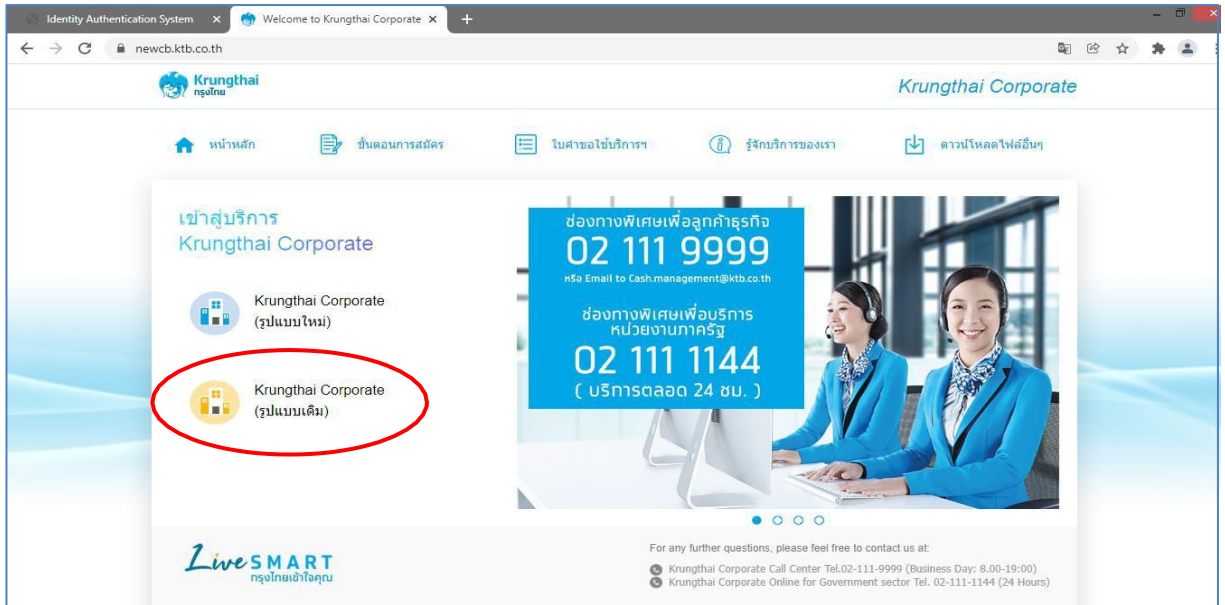 Identity Authentication System
Welcome to Krungthai Corporate
newcb.ktb.co.th
Krungthai
กรุงไทย
Krungthai Corporate
หน้าหลัก
ขั้นตอนการสมัคร
ใบคำขอใช้บริการฯ
รู้จักบริการของเรา
ดาวน์โหลดไฟล์อื่นๆ
เข้าสู่บริการ
Krungthai Corporate
Krungthai Corporate
(รูปแบบใหม่)
Krungthai Corporate
(รูปแบบเดิม)
ช่องทางพิเศษเพื่อลูกค้าธุรกิจ
02 111 9999
หรือ Email to Cash.management@ktb.co.th
ช่องทางพิเศษเพื่อบริการ
หน่วยงานภาครัฐ
02 111 1144
( บริการตลอด 24 ชม. )
Live SMART
กรุงไทยเข้าใจคุณ
For any further questions, please feel free to contact us at:
Krungthai Corporate Call Center Tel.02-111-9999 (Business Day: 8.00-19:00)
Krungthai Corporate Online for Government sector Tel. 02-111-1144 (24 Hours)